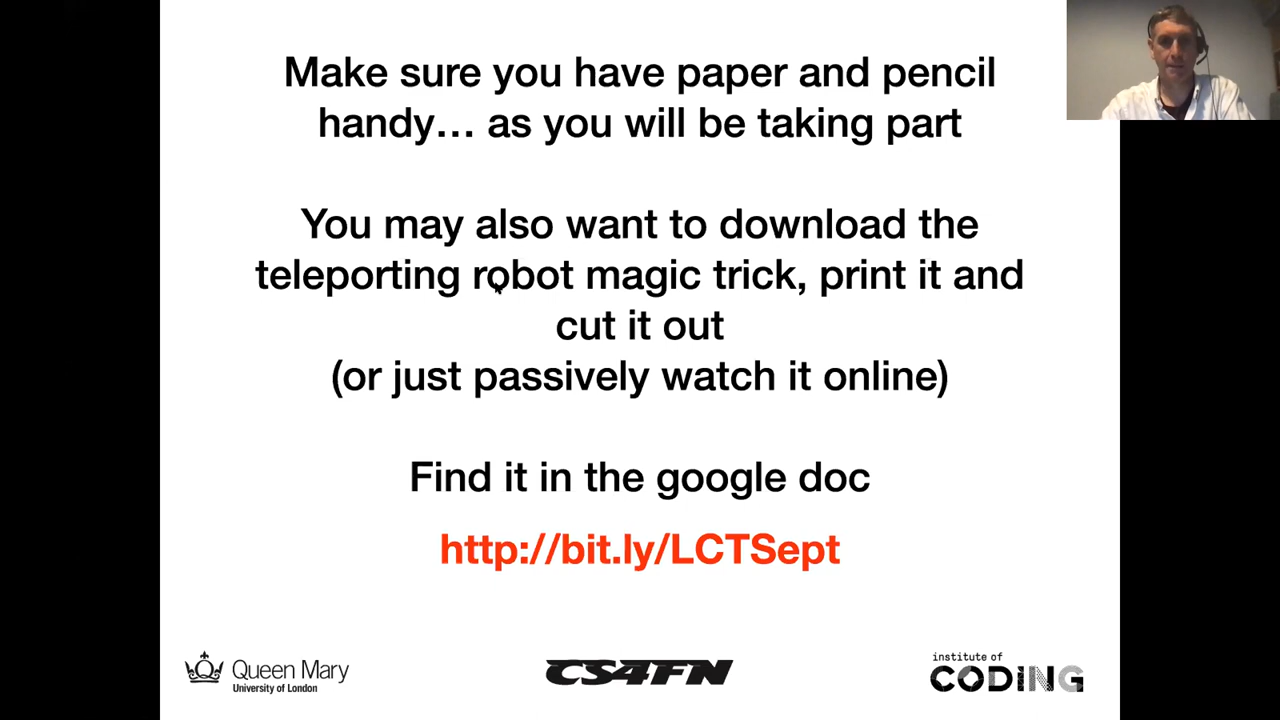 Make sure you have paper and pencil
handy... as you will be taking part
You may also want to download the
teleporting robot magic trick, print it and
cut it out
(or just passively watch it online)
Find it in the google doc
http://bit.ly/LCTSept
Queen Mary
University of London
CS4FN
institute of
CODING